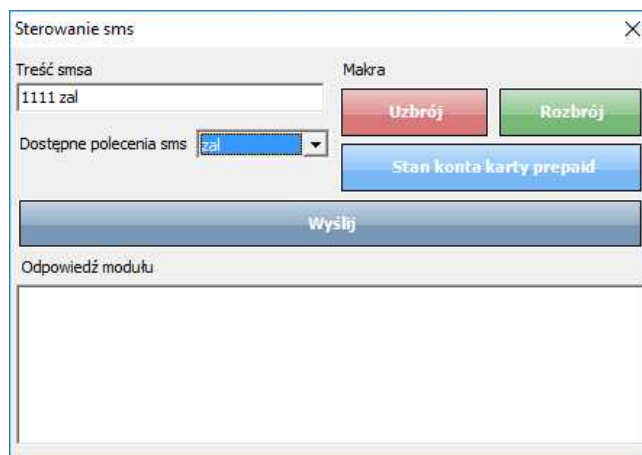 Sterowanie sms
Treść smsa
Makra
1111 zal
Uzbrój
Rozbrój
Dostępne polecenia sms
zal
Stan konta karty prepaid
Wyślij
Odpowiedź modułu